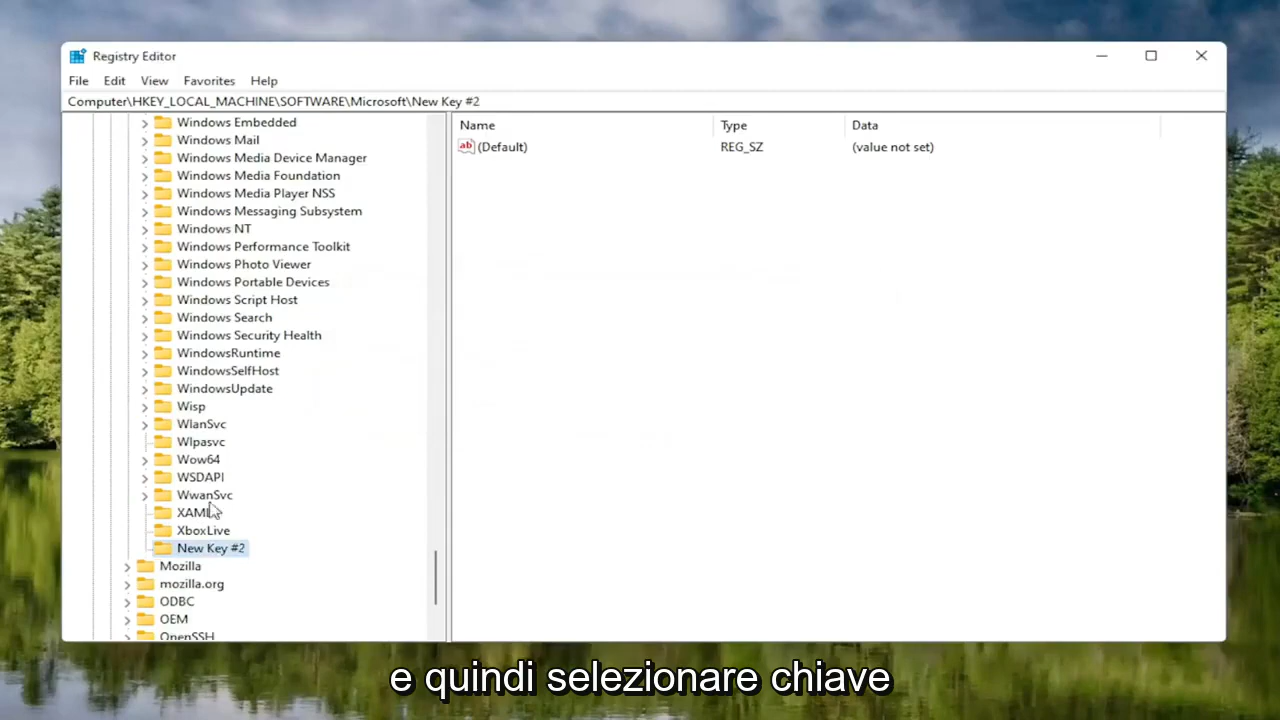 Registry Editor
File Edit View Favorites Help
Computer\HKEY_LOCAL_MACHINE\SOFTWARE\Microsoft\New Key #2
Windows Embedded
Windows Mail
Windows Media Device Manager
Windows Media Foundation
Windows Media Player NSS
Windows Messaging Subsystem
Windows NT
Windows Performance Toolkit
Windows Photo Viewer
Windows Portable Devices
Windows Script Host
Windows Search
Windows Security Health
WindowsRuntime
WindowsSelfHost
WindowsUpdate
Wisp
WlanSvc
Wlpasvc
Wow64
WSDAPI
WwanSvc
XAML
XboxLive
New Key #2
Mozilla
mozilla.org
ODBC
OEM
OpenSSH
Name Type Data
ab (Default) REG_SZ (value not set)
e quindi selezionare chiave